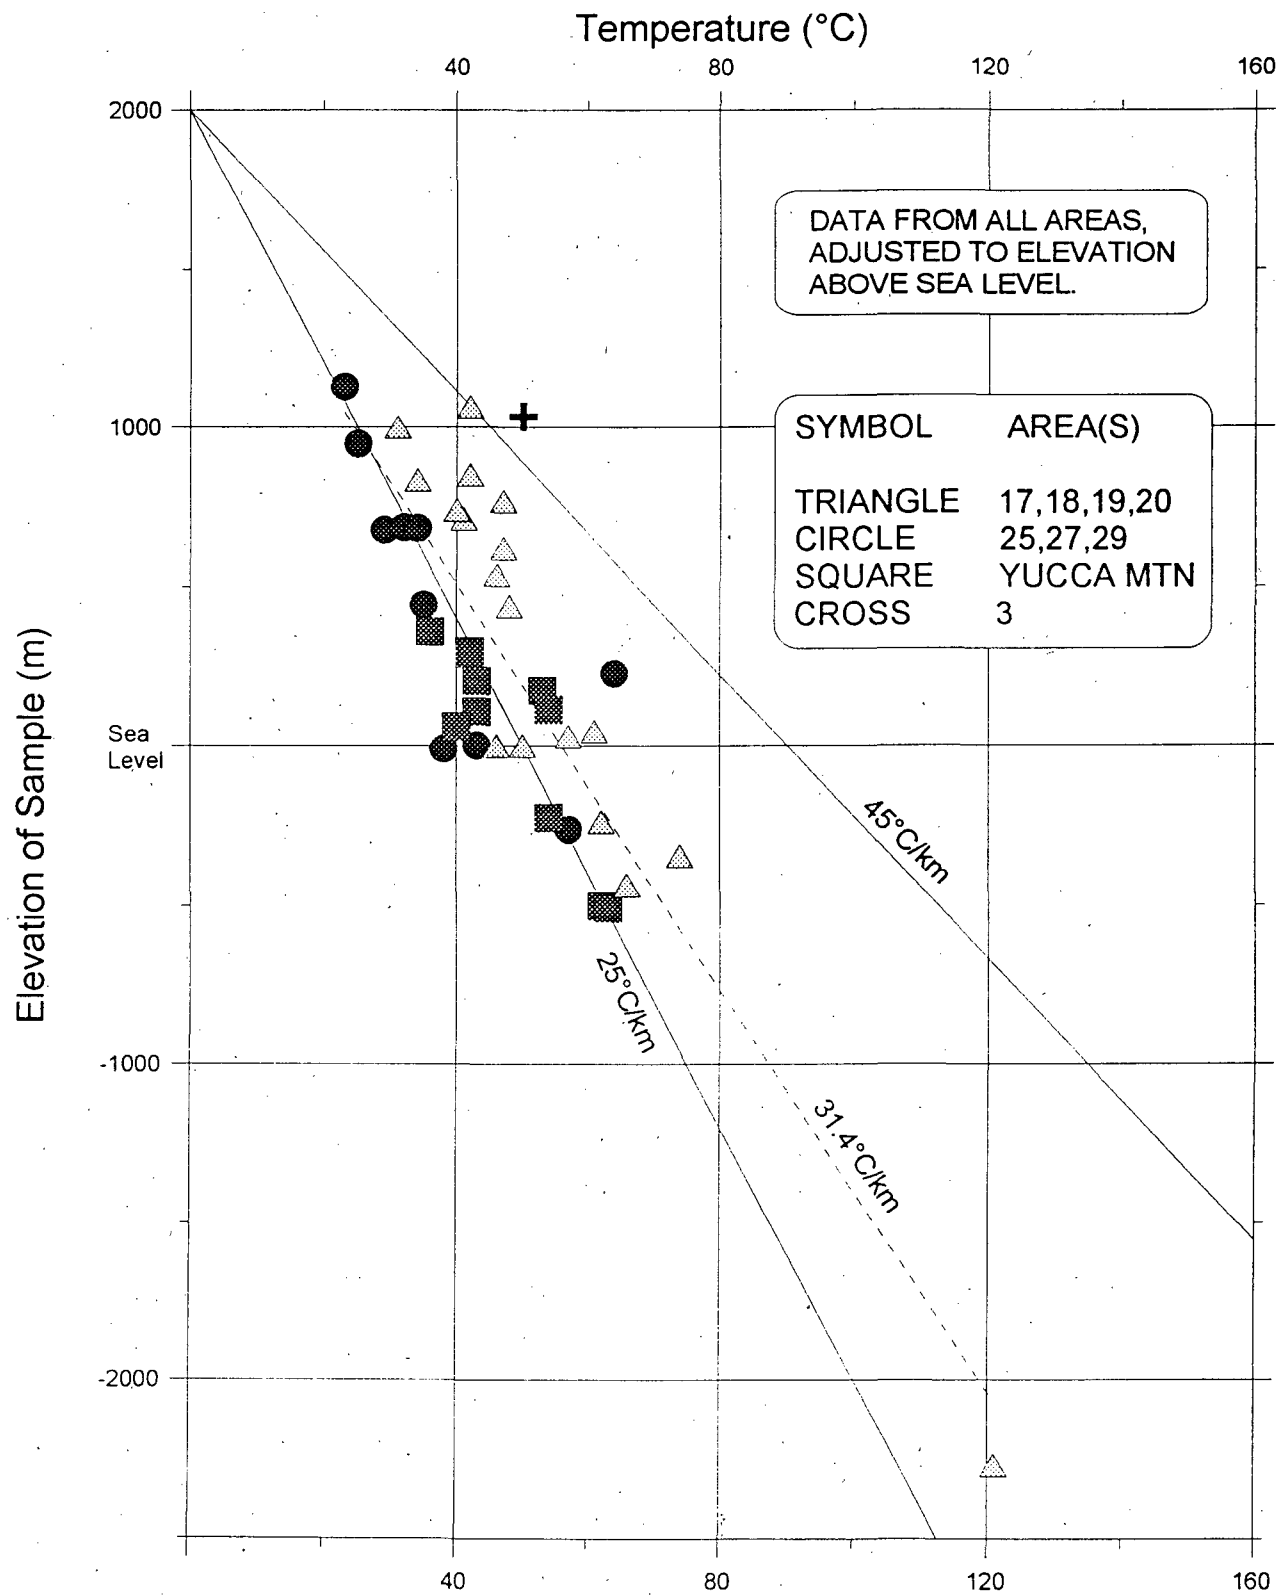 Temperature (°C)
40 80 120 160
2000
DATA FROM ALL AREAS,
ADJUSTED TO ELEVATION
ABOVE SEA LEVEL.
1000
SYMBOL AREA(S)
TRIANGLE 17,18,19,20
CIRCLE 25,27,29
SQUARE YUCCA MTN
CROSS 3
Elevation of Sample (m)
Sea
Level
45°C/km
25°C/km
-1000
31.4°C/km
-2000
40 80 120 160